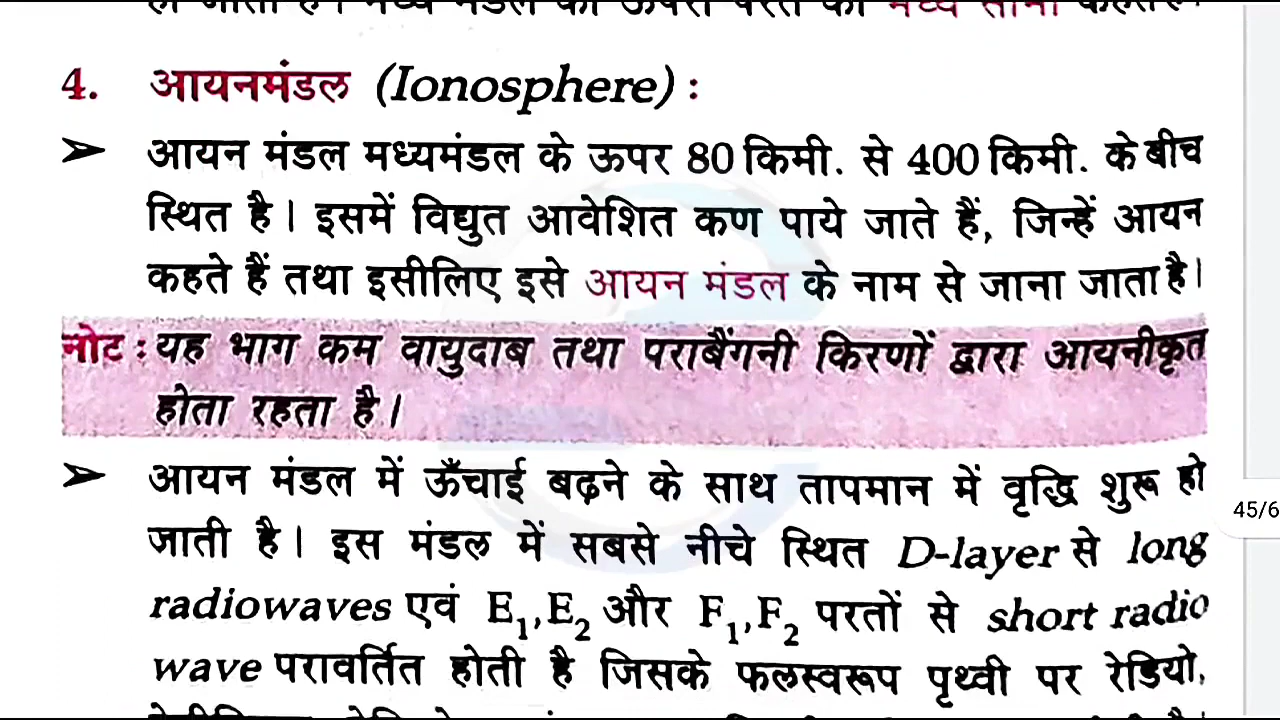 मध्य सीमा
4. आयनमंडल (Ionosphere) :
➢ आयन मंडल मध्यमंडल के ऊपर 80 किमी. से 400 किमी. के बीच
स्थित है। इसमें विद्युत आवेशित कण पाये जाते हैं, जिन्हें आयन
कहते हैं तथा इसीलिए इसे आयन मंडल के नाम से जाना जाता है।
नोट : यह भाग कम वायुदाब तथा पराबैंगनी किरणों द्वारा आयनीकृत
होता रहता है।
➢ आयन मंडल में ऊँचाई बढ़ने के साथ तापमान में वृद्धि शुरू हो
जाती है। इस मंडल में सबसे नीचे स्थित D-layer से long
45/6
radiowaves एवं E₁,E₂ और F₁,F₂ परतों से short radio
wave परावर्तित होती है जिसके फलस्वरूप पृथ्वी पर रेडियो,